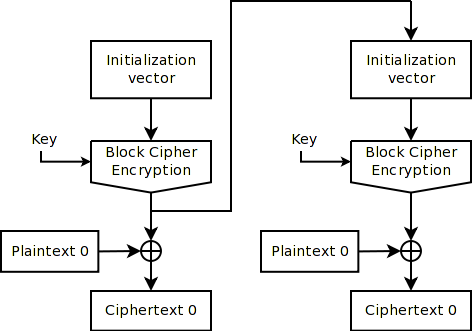 Initialization
vector
Key
Block Cipher
Encryption
Plaintext 0
Ciphertext 0
Initialization
vector
Key
Block Cipher
Encryption
Plaintext 0
Ciphertext 0